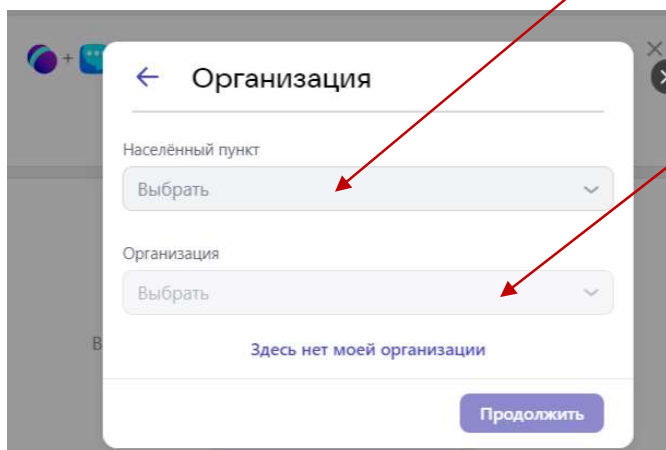 Организация
Населённый пункт
Выбрать
Организация
Выбрать
В
Здесь нет моей организации
Продолжить